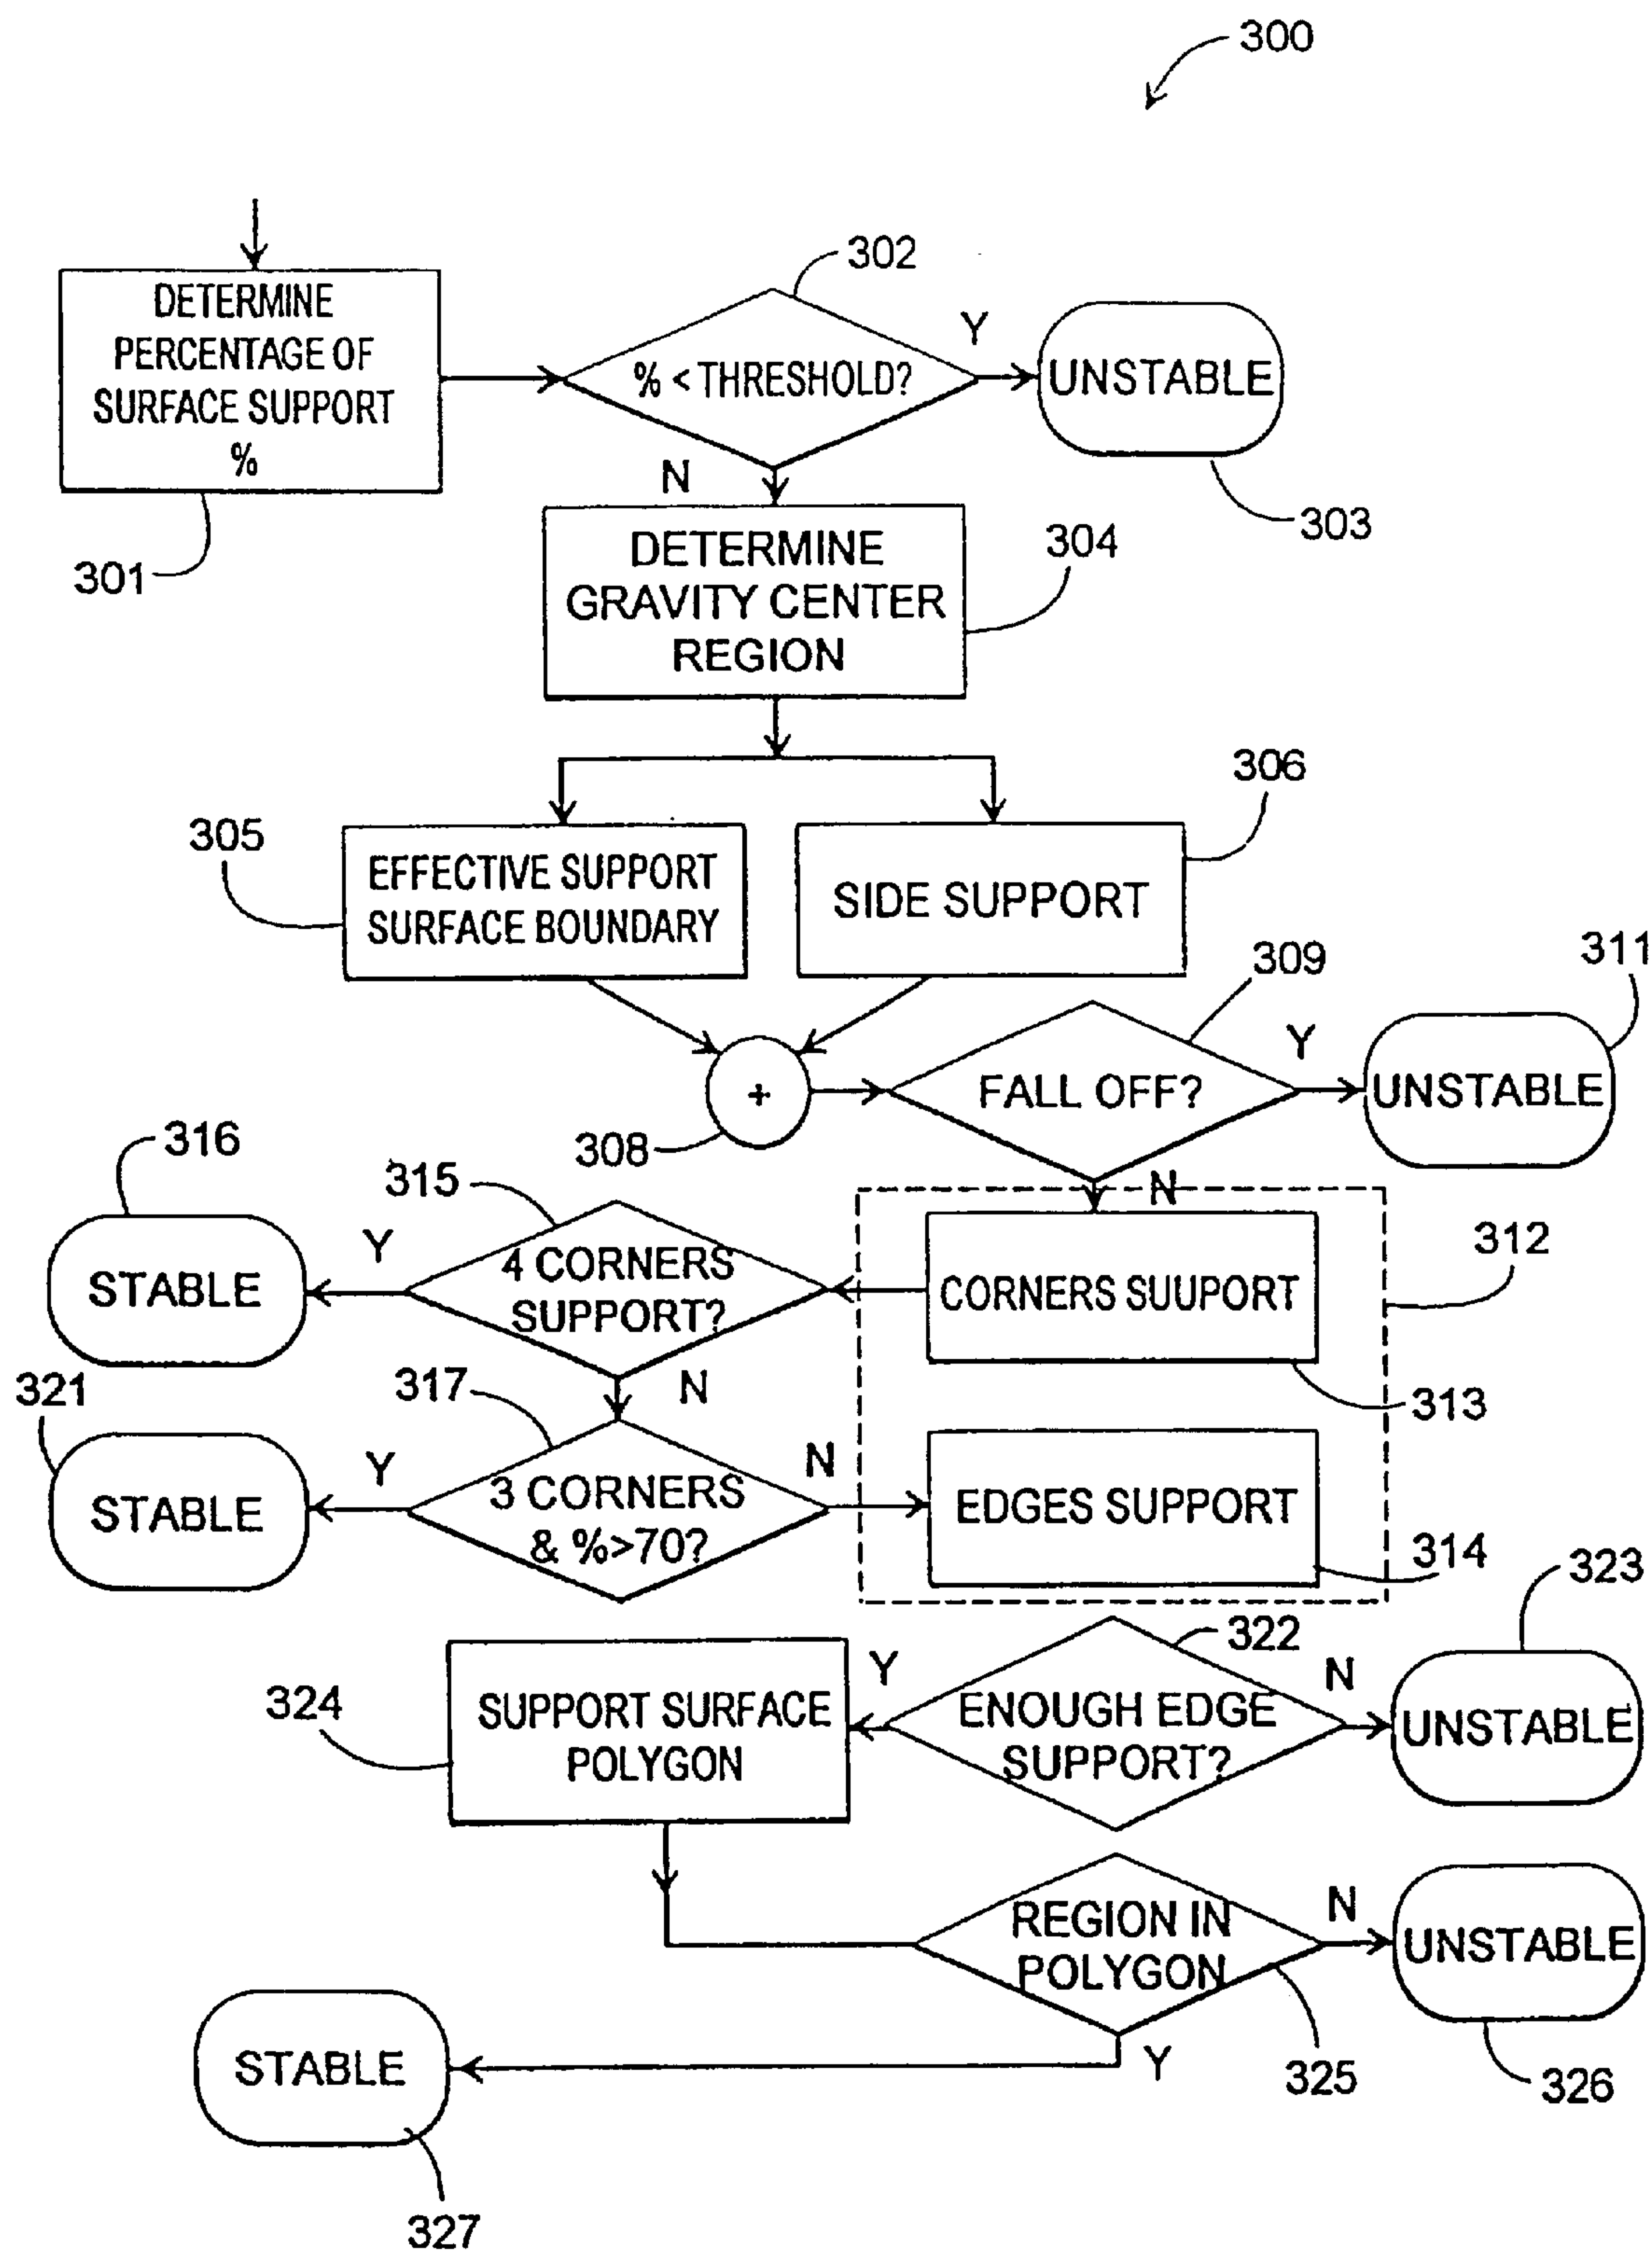 300
302
DETERMINE
PERCENTAGE OF
SURFACE SUPPORT
%
301
% < THRESHOLD?
Y
UNSTABLE
303
N
DETERMINE
GRAVITY CENTER
REGION
304
305
EFFECTIVE SUPPORT
SURFACE BOUNDARY
306
SIDE SUPPORT
309
311
+
308
FALL OFF?
Y
UNSTABLE
N
312
316
315
STABLE
Y
4 CORNERS
SUPPORT?
CORNERS SUUPORT
313
N
321
317
STABLE
Y
3 CORNERS
& %>70?
N
EDGES SUPPORT
314
323
322
324
SUPPORT SURFACE
POLYGON
Y
ENOUGH EDGE
SUPPORT?
N
UNSTABLE
REGION IN
POLYGON
N
UNSTABLE
325
326
Y
STABLE
327